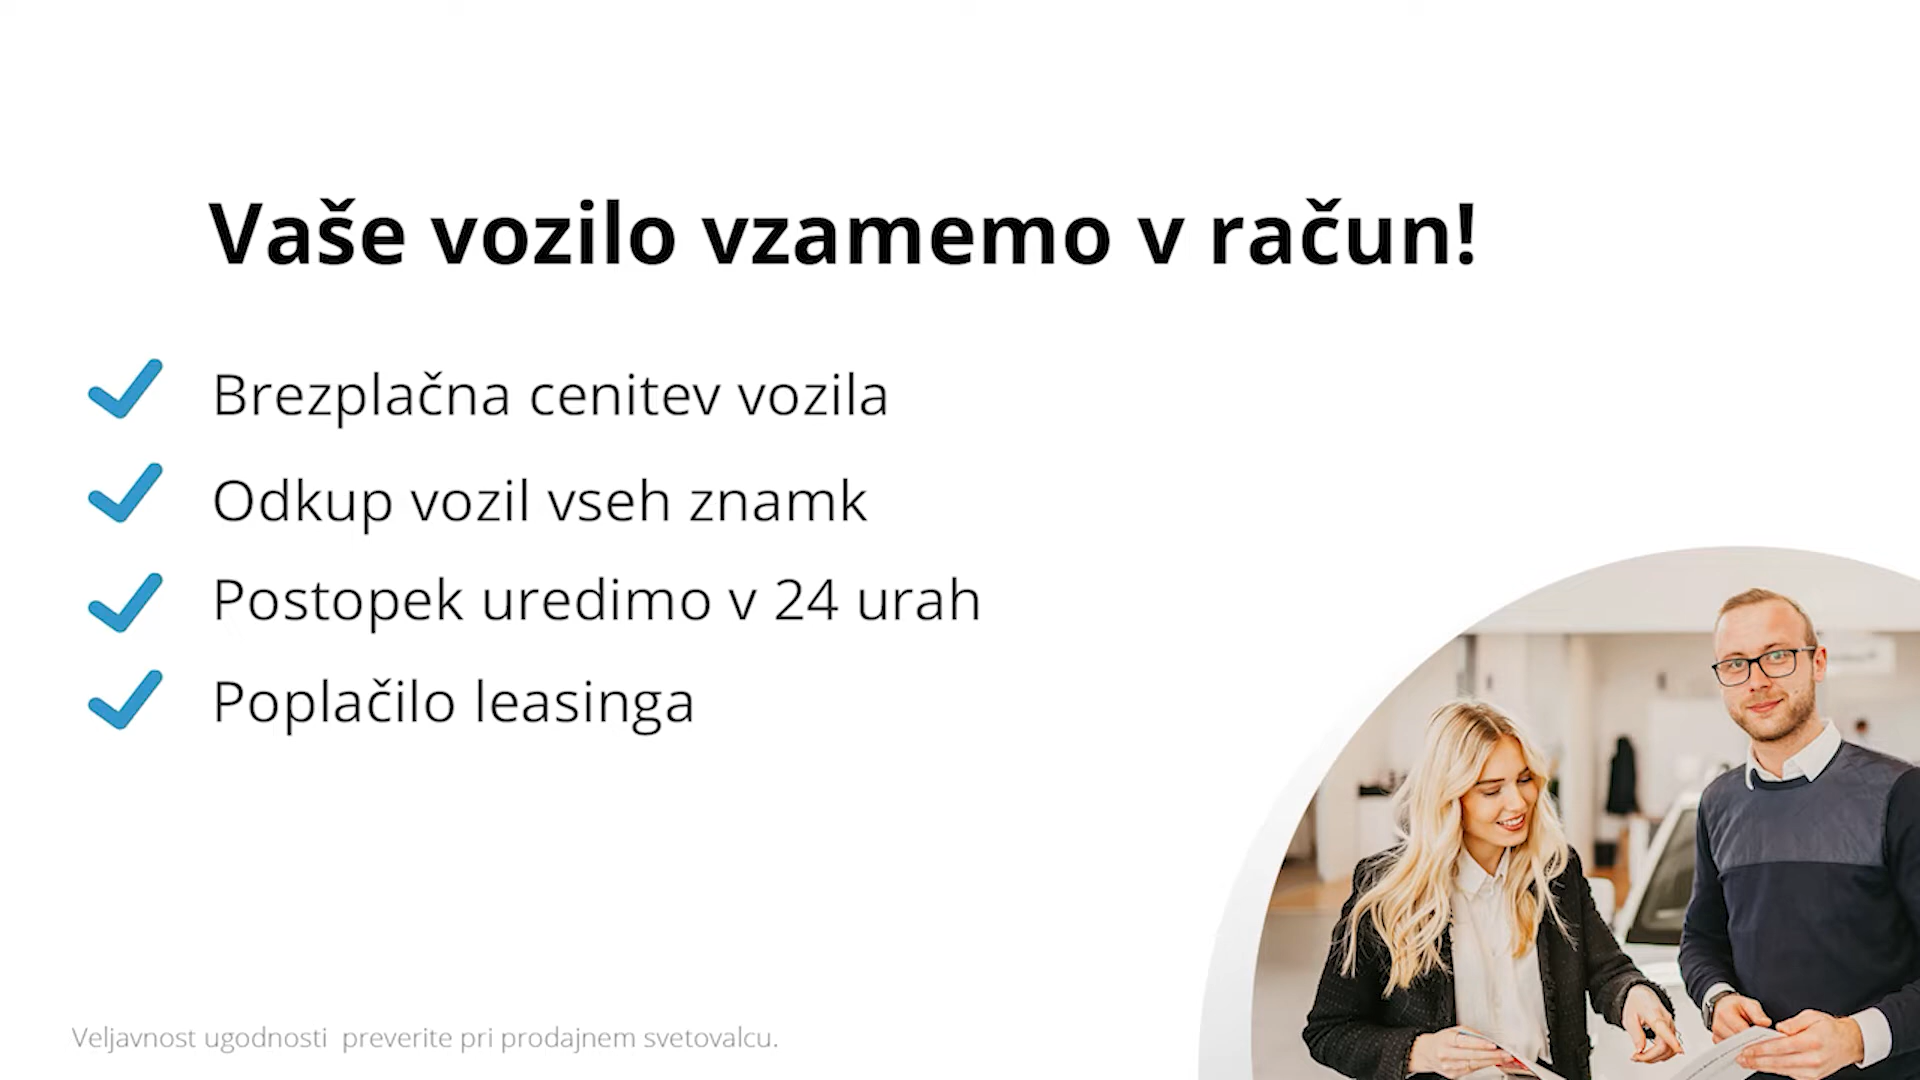 Vaše vozilo vzamemo v račun!
Brezplačna cenitev vozila
Odkup vozil vseh znamk
Postopek uredimo v 24 urah
Poplačilo leasinga
Veljavnost ugodnosti preverite pri prodajnem svetovalcu.